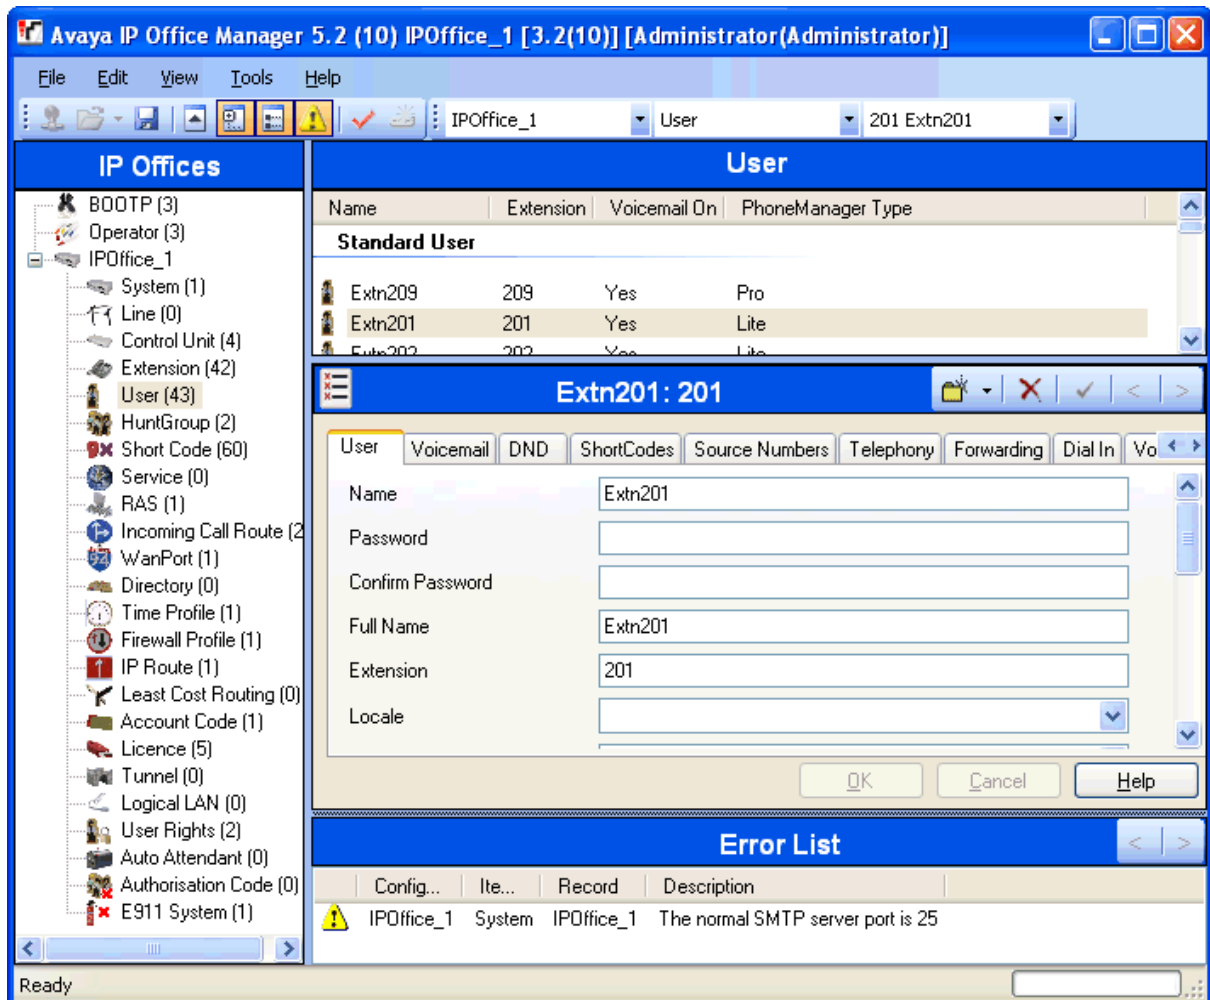 Avaya IP Office Manager 5.2 (10) IPOffice_1 [3.2(10)] [Administrator(Administrator)]
File Edit View Tools Help
IPOffice_1 User 201 Extn201
IP Offices
BOOTP (3)
Operator (3)
IPOffice_1
System (1)
Line (0)
Control Unit (4)
Extension (42)
User (43)
HuntGroup (2)
Short Code (60)
Service (0)
RAS (1)
Incoming Call Route (2
WanPort (1)
Directory (0)
Time Profile (1)
Firewall Profile (1)
IP Route (1)
Least Cost Routing (0)
Account Code (1)
Licence (5)
Tunnel (0)
Logical LAN (0)
User Rights (2)
Auto Attendant (0)
Authorisation Code (0)
E911 System (1)
User
Name Extension Voicemail On PhoneManager Type
Standard User
Extn209 209 Yes Pro
Extn201 201 Yes Lite
Extn202 202 Yes Lite
Extn201: 201
User Voicemail DND ShortCodes Source Numbers Telephony Forwarding Dial In Vo
Name Extn201
Password
Confirm Password
Full Name Extn201
Extension 201
Locale
OK Cancel Help
Error List
Config... Ite... Record Description
IPOffice_1 System IPOffice_1 The normal SMTP server port is 25
Ready